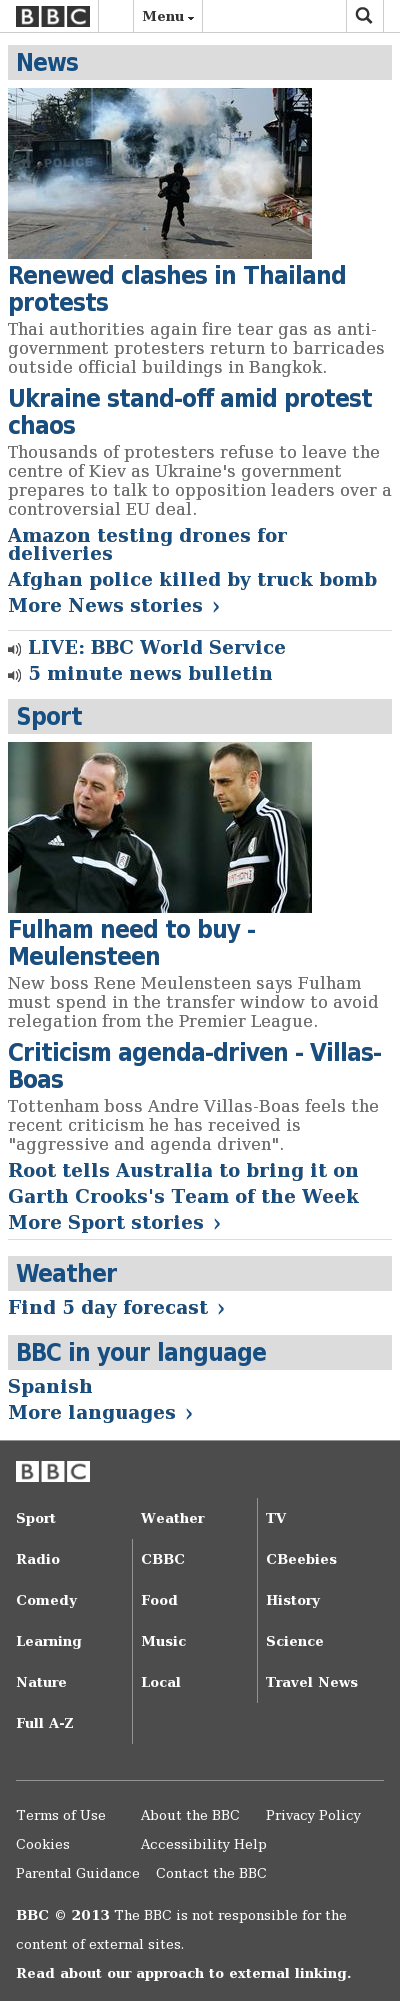 BBC
Menu
News
POLICE
Renewed clashes in Thailand
protests
Thai authorities again fire tear gas as anti-
government protesters return to barricades
outside official buildings in Bangkok.
Ukraine stand-off amid protest
chaos
Thousands of protesters refuse to leave the
centre of Kiev as Ukraine's government
prepares to talk to opposition leaders over a
controversial EU deal.
Amazon testing drones for
deliveries
Afghan police killed by truck bomb
More News stories ›
LIVE: BBC World Service
5 minute news bulletin
Sport
Fulham need to buy -
Meulensteen
New boss Rene Meulensteen says Fulham
must spend in the transfer window to avoid
relegation from the Premier League.
Criticism agenda-driven - Villas-
Boas
Tottenham boss Andre Villas-Boas feels the
recent criticism he has received is
"aggressive and agenda driven".
Root tells Australia to bring it on
Garth Crooks's Team of the Week
More Sport stories ›
Weather
Find 5 day forecast ›
BBC in your language
Spanish
More languages ›
BBC
Sport Weather TV
Radio CBBC CBeebies
Comedy Food History
Learning Music Science
Nature Local Travel News
Full A-Z
Terms of Use About the BBC Privacy Policy
Cookies Accessibility Help
Parental Guidance Contact the BBC
BBC © 2013 The BBC is not responsible for the
content of external sites.
Read about our approach to external linking.